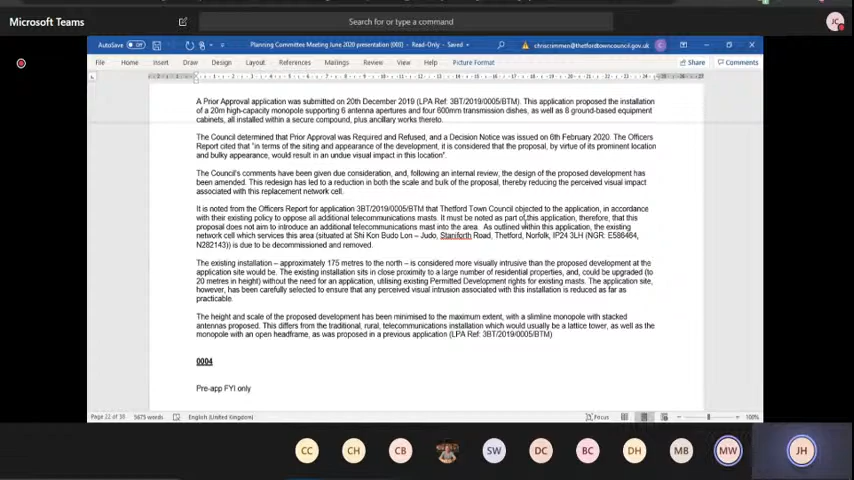 Microsoft Teams
Search for or type a command
JC
AutoSave Off
Planning Committee Meeting June 2020 presentation (003) - Read-Only - Saved
chriscrimmen@thetfordtowncouncil.gov.uk
C
File Home Insert Draw Design Layout References Mailings Review View Help Picture Format
Share Comments
A Prior Approval application was submitted on 20th December 2019 (LPA Ref: 3BT/2019/0005/BTM). This application proposed the installation
of a 20m high-capacity monopole supporting 6 antenna apertures and four 600mm transmission dishes, as well as 8 ground-based equipment
cabinets, all installed within a secure compound, plus ancillary works thereto.
The Council determined that Prior Approval was Required and Refused, and a Decision Notice was issued on 6th February 2020. The Officers
Report cited that "in terms of the siting and appearance of the development, it is considered that the proposal, by virtue of its prominent location
and bulky appearance, would result in an undue visual impact in this location".
The Council's comments have been given due consideration, and, following an internal review, the design of the proposed development has
been amended. This redesign has led to a reduction in both the scale and bulk of the proposal, thereby reducing the perceived visual impact
associated with this replacement network cell.
It is noted from the Officers Report for application 3BT/2019/0005/BTM that Thetford Town Council objected to the application, in accordance
with their existing policy to oppose all additional telecommunications masts. It must be noted as part of this application, therefore, that this
proposal does not aim to introduce an additional telecommunications mast into the area. As outlined within this application, the existing
network cell which services this area (situated at Shi Kon Budo Lon – Judo, Staniforth Road, Thetford, Norfolk, IP24 3LH (NGR: E586464,
N282143)) is due to be decommissioned and removed.
The existing installation – approximately 175 metres to the north – is considered more visually intrusive than the proposed development at the
application site would be. The existing installation sits in close proximity to a large number of residential properties, and, could be upgraded (to
20 metres in height) without the need for an application, utilising existing Permitted Development rights for existing masts. The application site,
however, has been carefully selected to ensure that any perceived visual intrusion associated with this installation is reduced as far as
practicable.
The height and scale of the proposed development has been minimised to the maximum extent, with a slimline monopole with stacked
antennas proposed. This differs from the traditional, rural, telecommunications installation which would usually be a lattice tower, as well as the
monopole with an open headframe, as was proposed in a previous application (LPA Ref: 3BT/2019/0005/BTM)
0004
Pre-app FYI only
5675 words English (United Kingdom) Focus 100%
CC CH CB SW DC BC DH MB MW JH